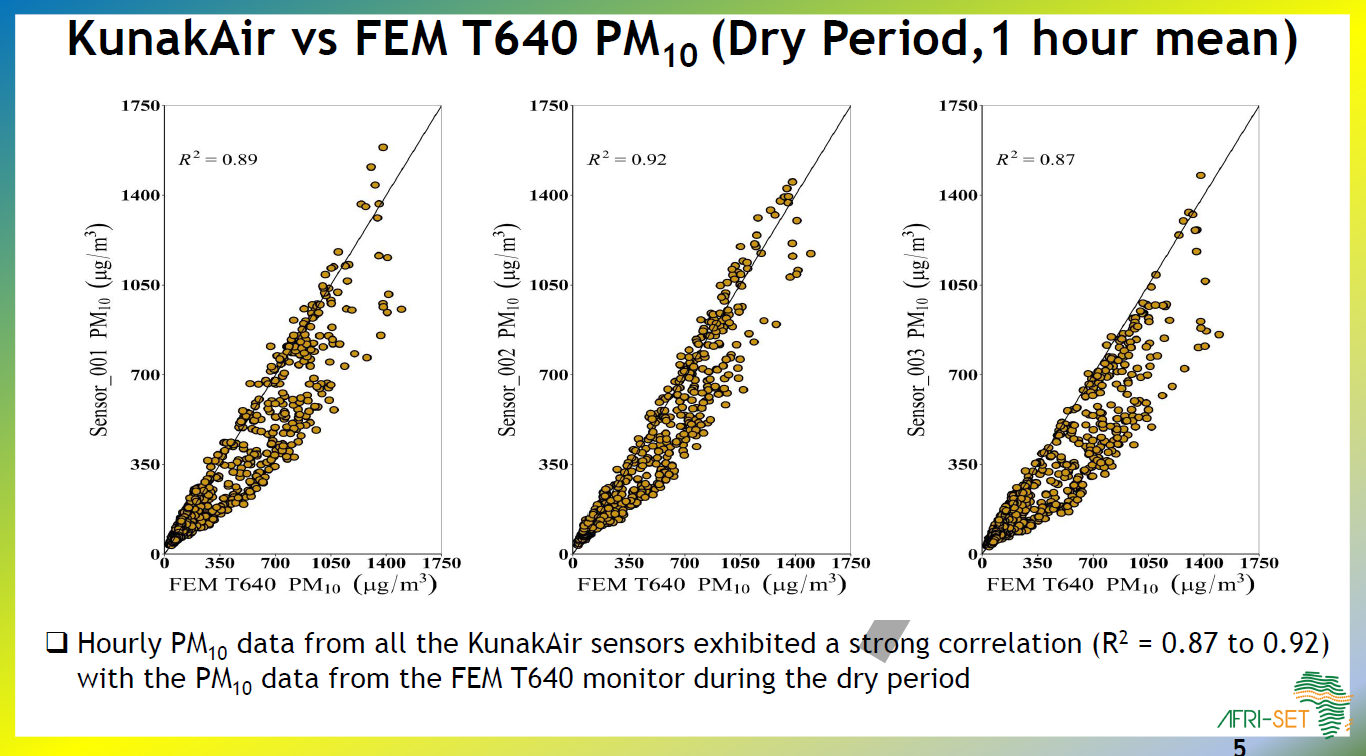 KunakAir vs FEM T640 PM10 (Dry Period,1 hour mean)
1750
1400
1050
700
350
0
R² = 0.89
Sensor_001 PM10 (µg/m³)
0 350 700 1050 1400 1750
FEM T640 PM10 (µg/m³)
1750
1400
1050
700
350
0
R² = 0.92
Sensor_002 PM10 (µg/m³)
0 350 700 1050 1400 1750
FEM T640 PM10 (µg/m³)
1750
1400
1050
700
350
0
R² = 0.87
Sensor_003 PM10 (µg/m³)
0 350 700 1050 1400 1750
FEM T640 PM10 (µg/m³)
❑ Hourly PM10 data from all the KunakAir sensors exhibited a strong correlation (R² = 0.87 to 0.92)
with the PM10 data from the FEM T640 monitor during the dry period
AFRI-SET
5